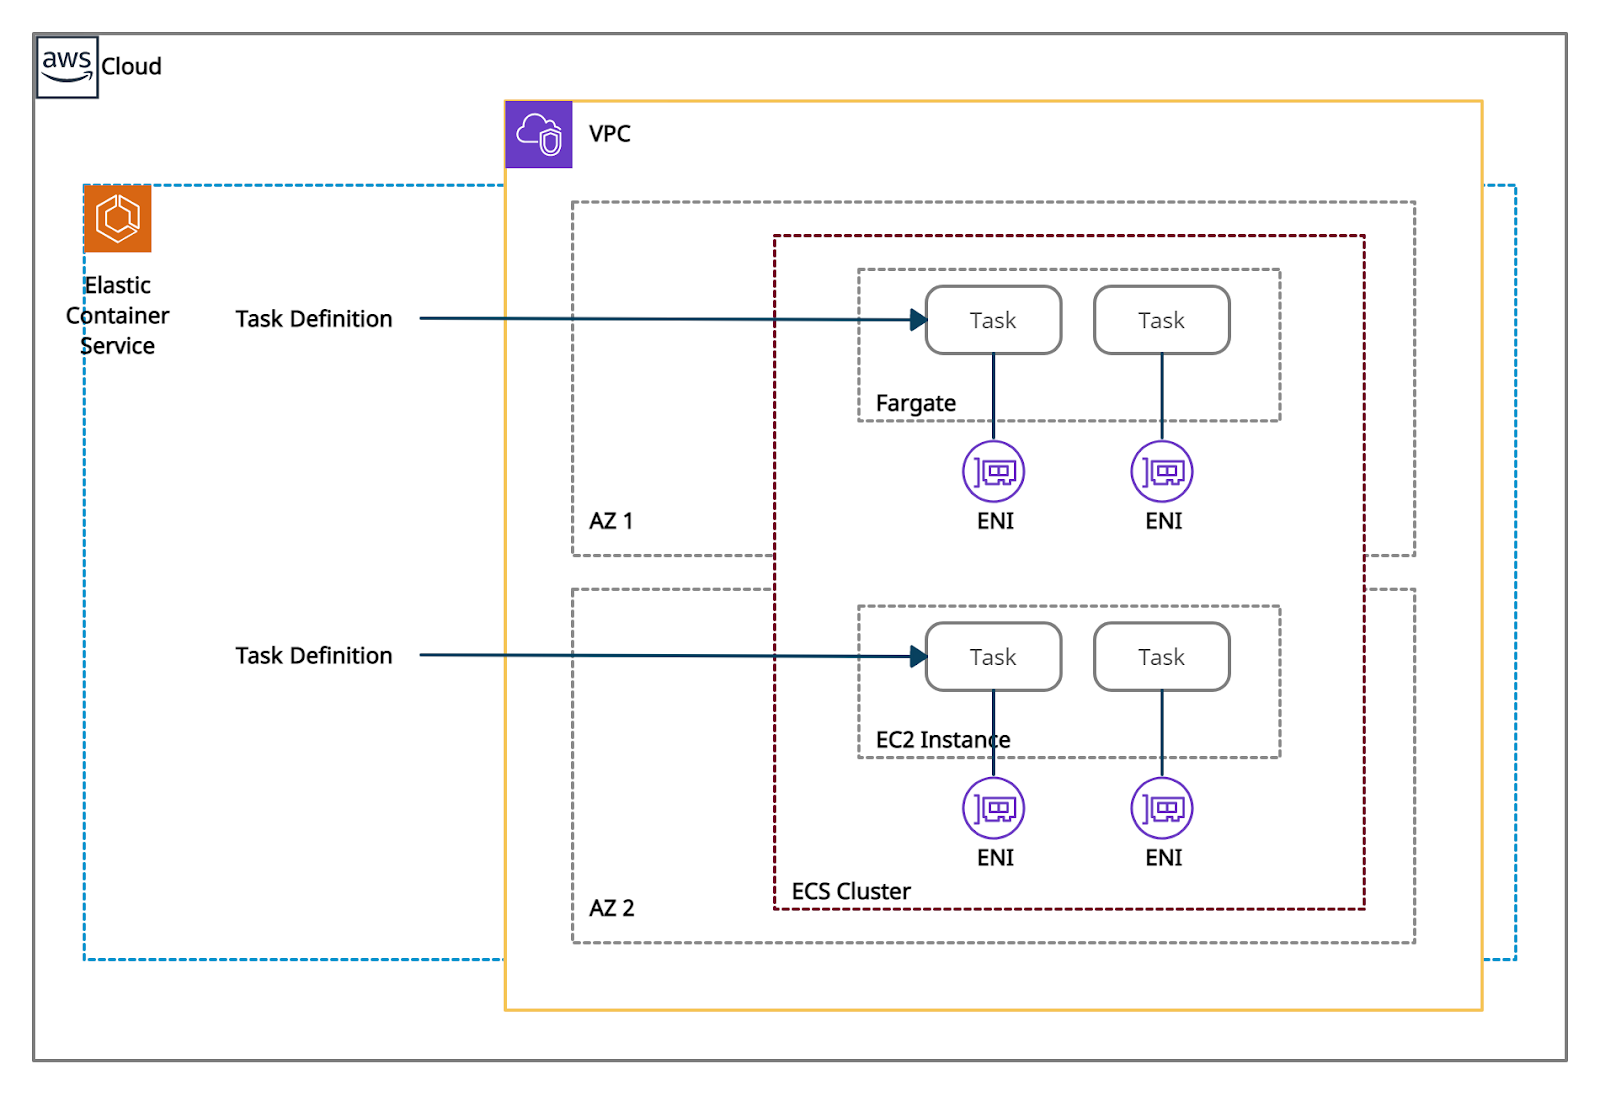 aws
Cloud
VPC
Elastic
Container
Service
Task Definition
Task
Task
Fargate
ENI
ENI
AZ 1
Task Definition
Task
Task
EC2 Instance
ENI
ENI
ECS Cluster
AZ 2